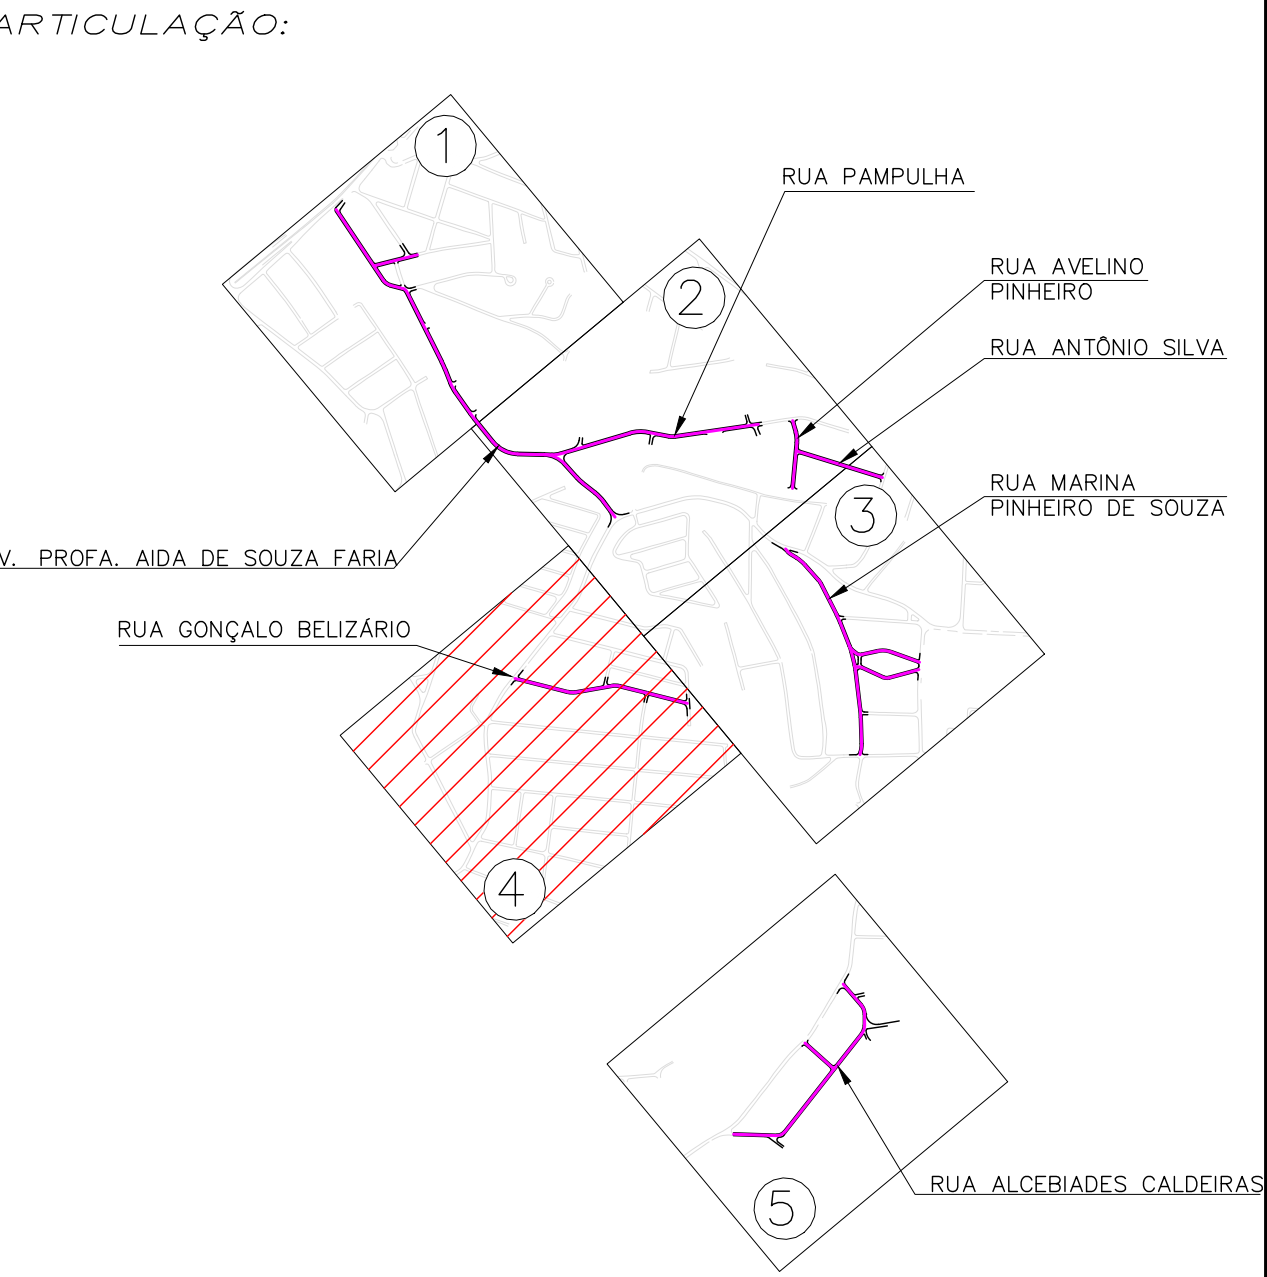 ARTICULAÇÃO:
1
RUA PAMPULHA
2
RUA AVELINO
PINHEIRO
RUA ANTÔNIO SILVA
RUA MARINA
PINHEIRO DE SOUZA
3
V. PROFA. AIDA DE SOUZA FARIA
RUA GONÇALO BELIZÁRIO
4
5
RUA ALCEBIADES CALDEIRAS